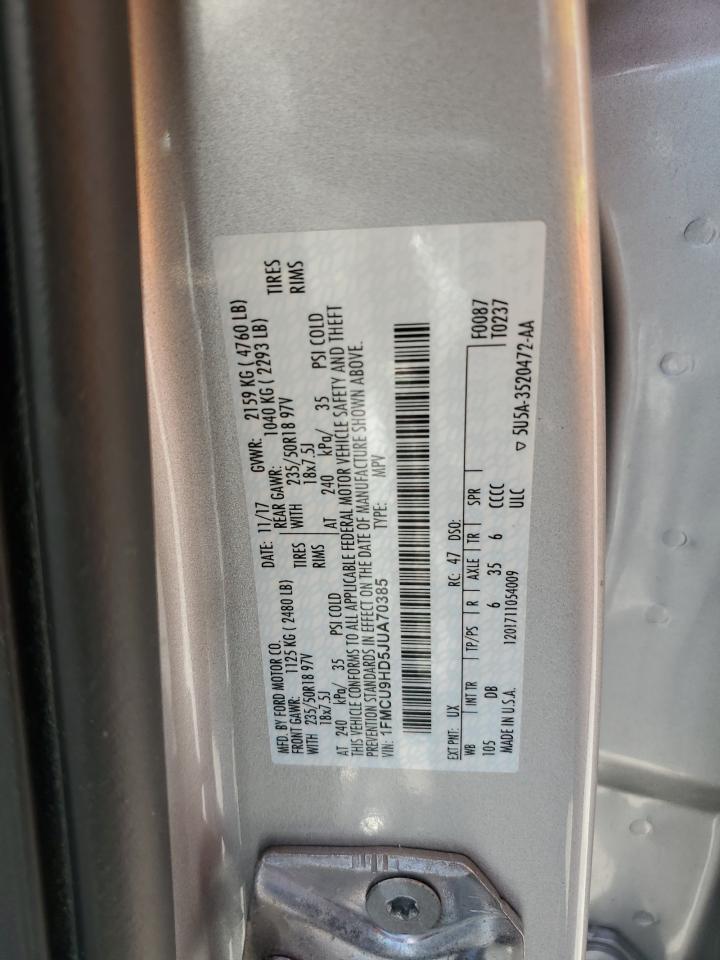 MFD. BY FORD MOTOR CO.
DATE: 11/17 GVWR: 2159 KG ( 4760 LB)
FRONT GAWR: 1125 KG ( 2480 LB) REAR GAWR: 1040 KG ( 2293 LB)
WITH 235/50R18 97V TIRES WITH 235/50R18 97V TIRES
18x7.5J RIMS 18x7.5J RIMS
AT 240 kPa/ 35 PSI COLD AT 240 kPa/ 35 PSI COLD
THIS VEHICLE CONFORMS TO ALL APPLICABLE FEDERAL MOTOR VEHICLE SAFETY AND THEFT
PREVENTION STANDARDS IN EFFECT ON THE DATE OF MANUFACTURE SHOWN ABOVE.
VIN: 1FMCU9HD5JUA70385 TYPE: MPV
F0087
EXT PNT: UX RC: 47 DSO: T0237
WB INT TR TP/PS R AXLE TR SPR
105 DB 6 35 6 CCCC
MADE IN U.S.A. 1201711054009 ULC ▽ 5U5A-3520472-AA